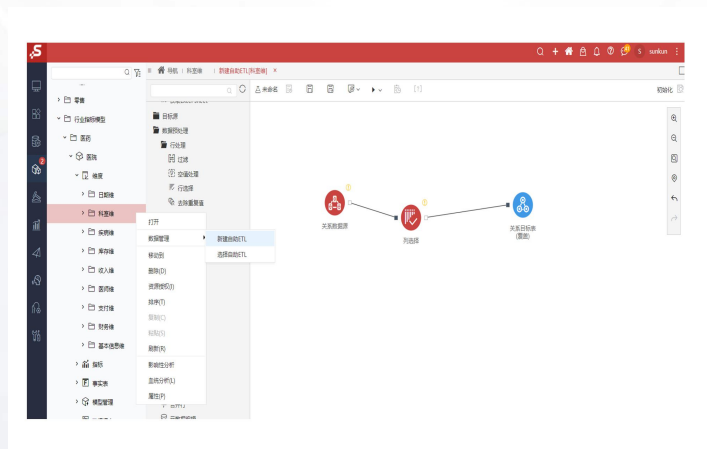 sunkun
导航
科室维
新建自助ETL[科室维]
未命名
初始化
零售
行业指标模型
医药
医院
维度
日期维
科室维
疾病维
库存维
收入维
医师维
支付维
财务维
基本信息维
指标
事实表
模型管理
目标源
数据预处理
行处理
过滤
空值处理
行选择
去除重复值
打开
数据管理
移动到
删除(D)
资源授权(I)
排序(T)
复制(C)
粘贴(S)
刷新(R)
影响性分析
血统分析(L)
属性(P)
新建自助ETL
选择自助ETL
合并行
关系数据源
列选择
关系目标表
(覆盖)